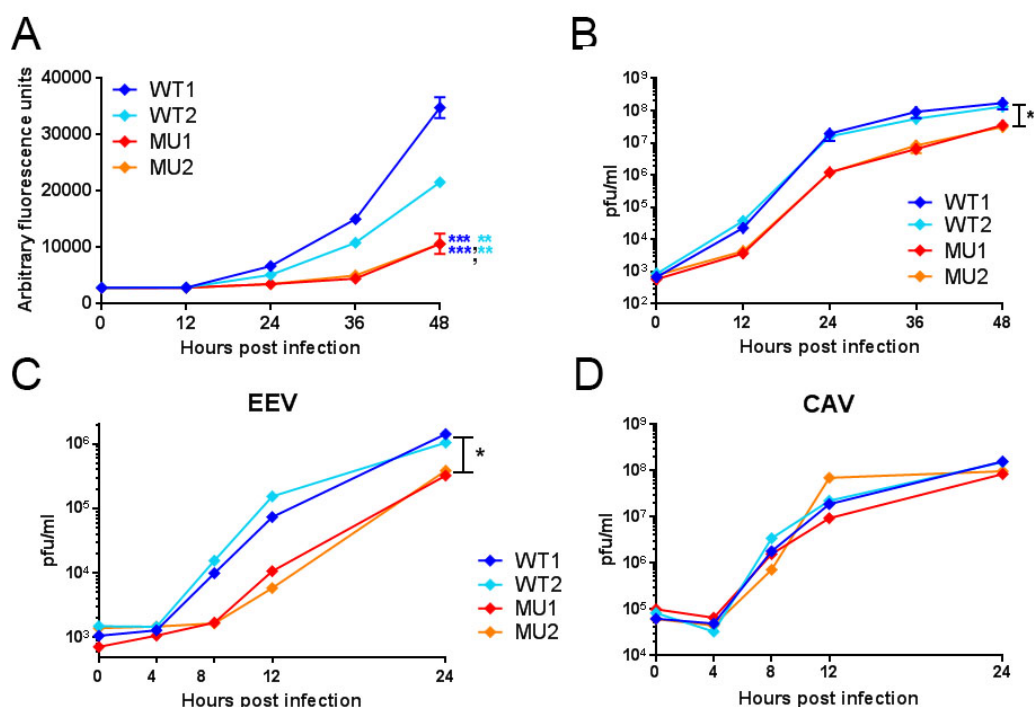 A
Arbitrary fluorescence units
40000
30000
20000
10000
0
WT1
WT2
MU1
MU2
***,**
***,**
0 12 24 36 48
Hours post infection
B
pfu/ml
10⁹
10⁸
10⁷
10⁶
10⁵
10⁴
10³
10²
*
WT1
WT2
MU1
MU2
0 12 24 36 48
Hours post infection
C
EEV
pfu/ml
10⁶
10⁵
10⁴
10³
*
WT1
WT2
MU1
MU2
0 4 8 12 24
Hours post infection
D
CAV
pfu/ml
10⁹
10⁸
10⁷
10⁶
10⁵
10⁴
0 4 8 12 24
Hours post infection